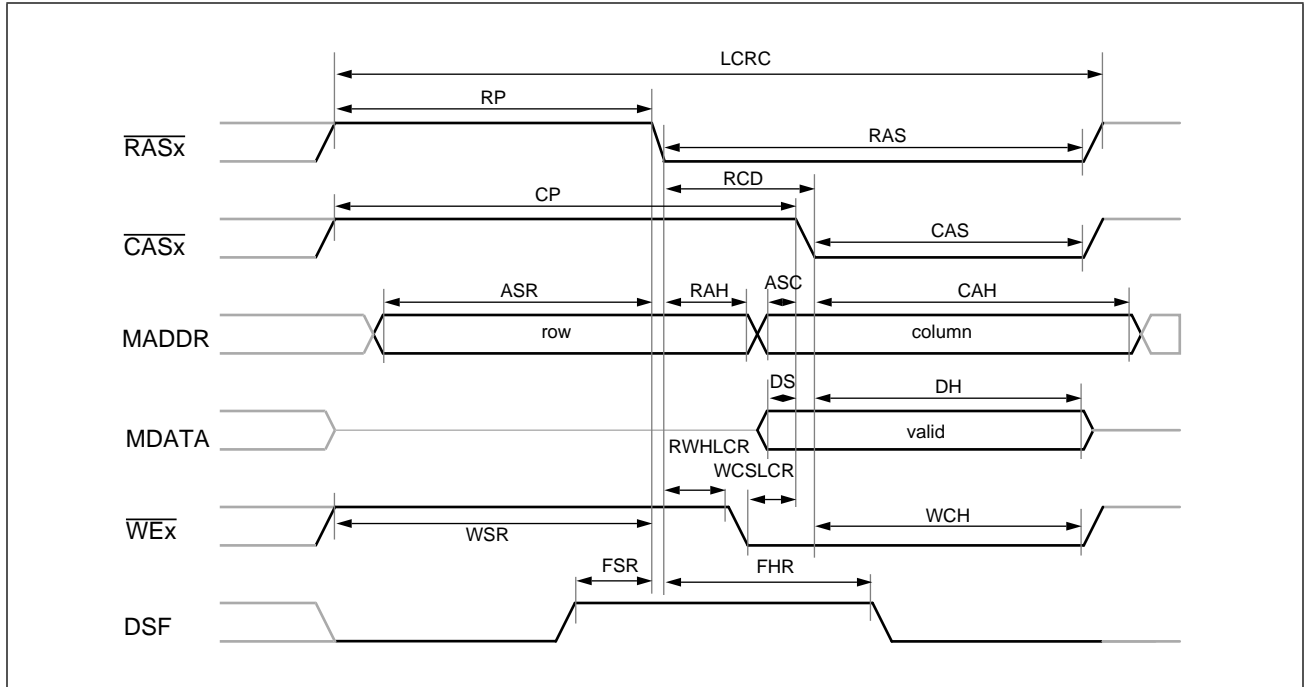 LCRC
RP
RASx
RAS
RCD
CP
CASx
CAS
ASR
RAH
ASC
CAH
MADDR
row
column
DS
DH
MDATA
valid
RWHLCR
WCSLCR
WEx
WSR
WCH
FSR
FHR
DSF